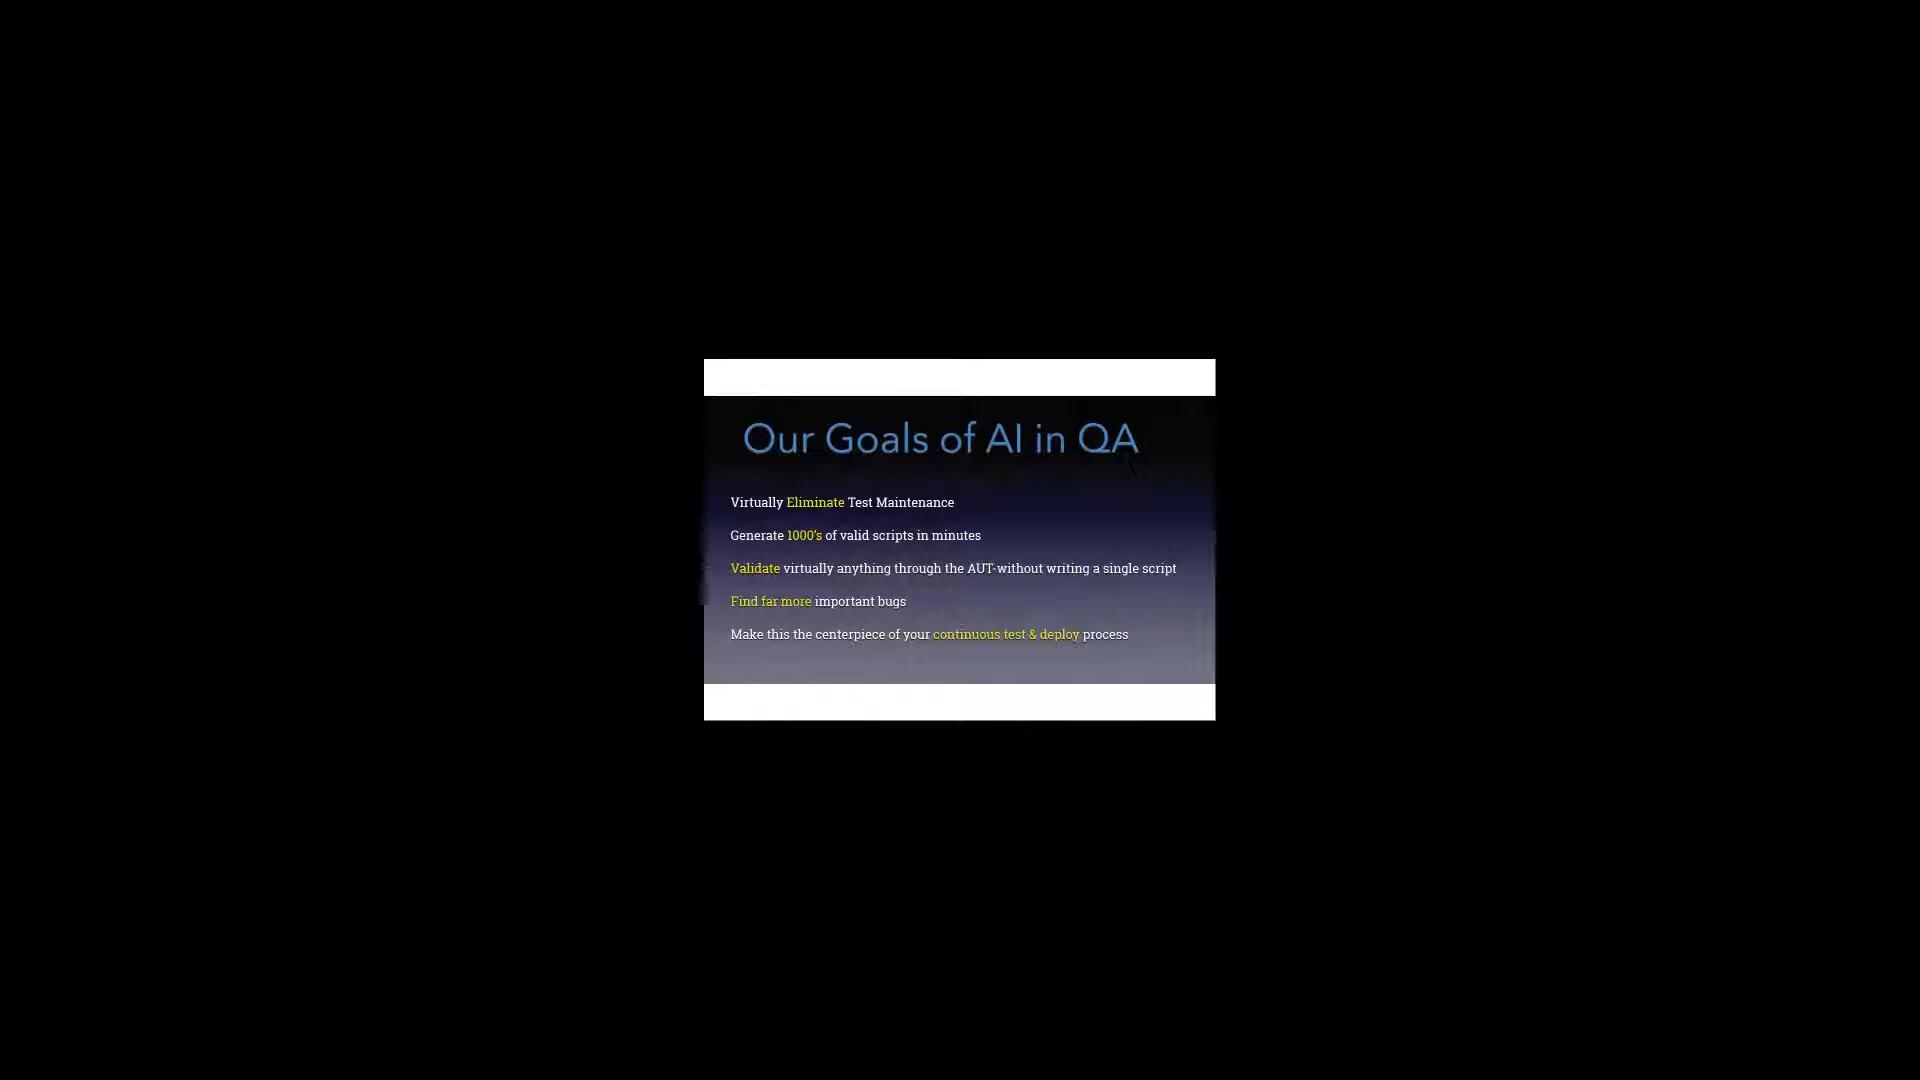 Our Goals of AI in QA
Virtually Eliminate Test Maintenance
Generate 1000's of valid scripts in minutes
Validate virtually anything through the AUT-without writing a single script
Find far more important bugs
Make this the centerpiece of your continuous test & deploy process